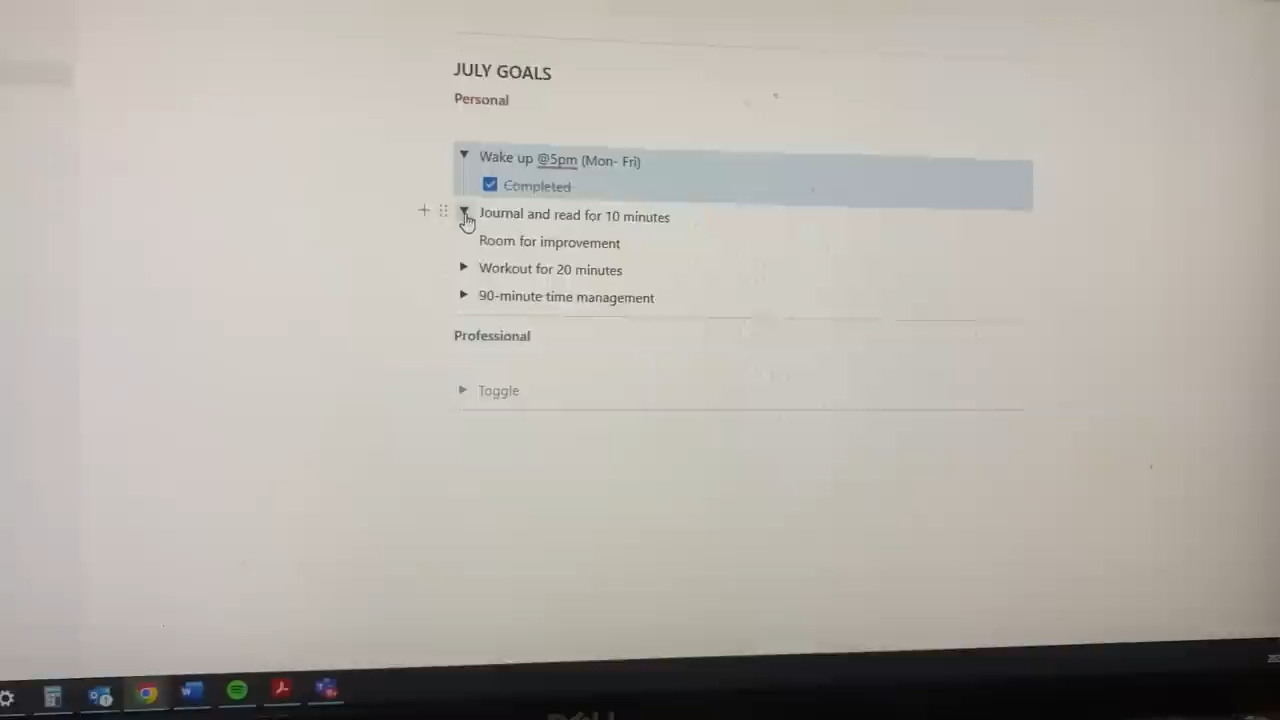 JULY GOALS
Personal
Wake up @5pm (Mon- Fri)
Completed
Journal and read for 10 minutes
Room for improvement
Workout for 20 minutes
90-minute time management
Professional
Toggle